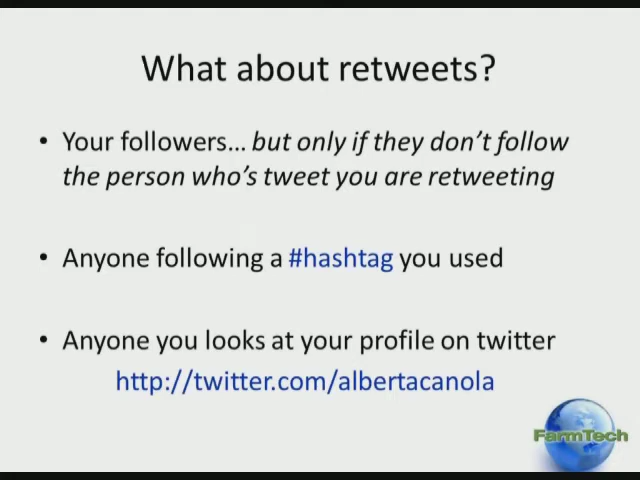 What about retweets?
• Your followers… but only if they don't follow
the person who's tweet you are retweeting
• Anyone following a #hashtag you used
• Anyone you looks at your profile on twitter
http://twitter.com/albertacanola
FarmTech